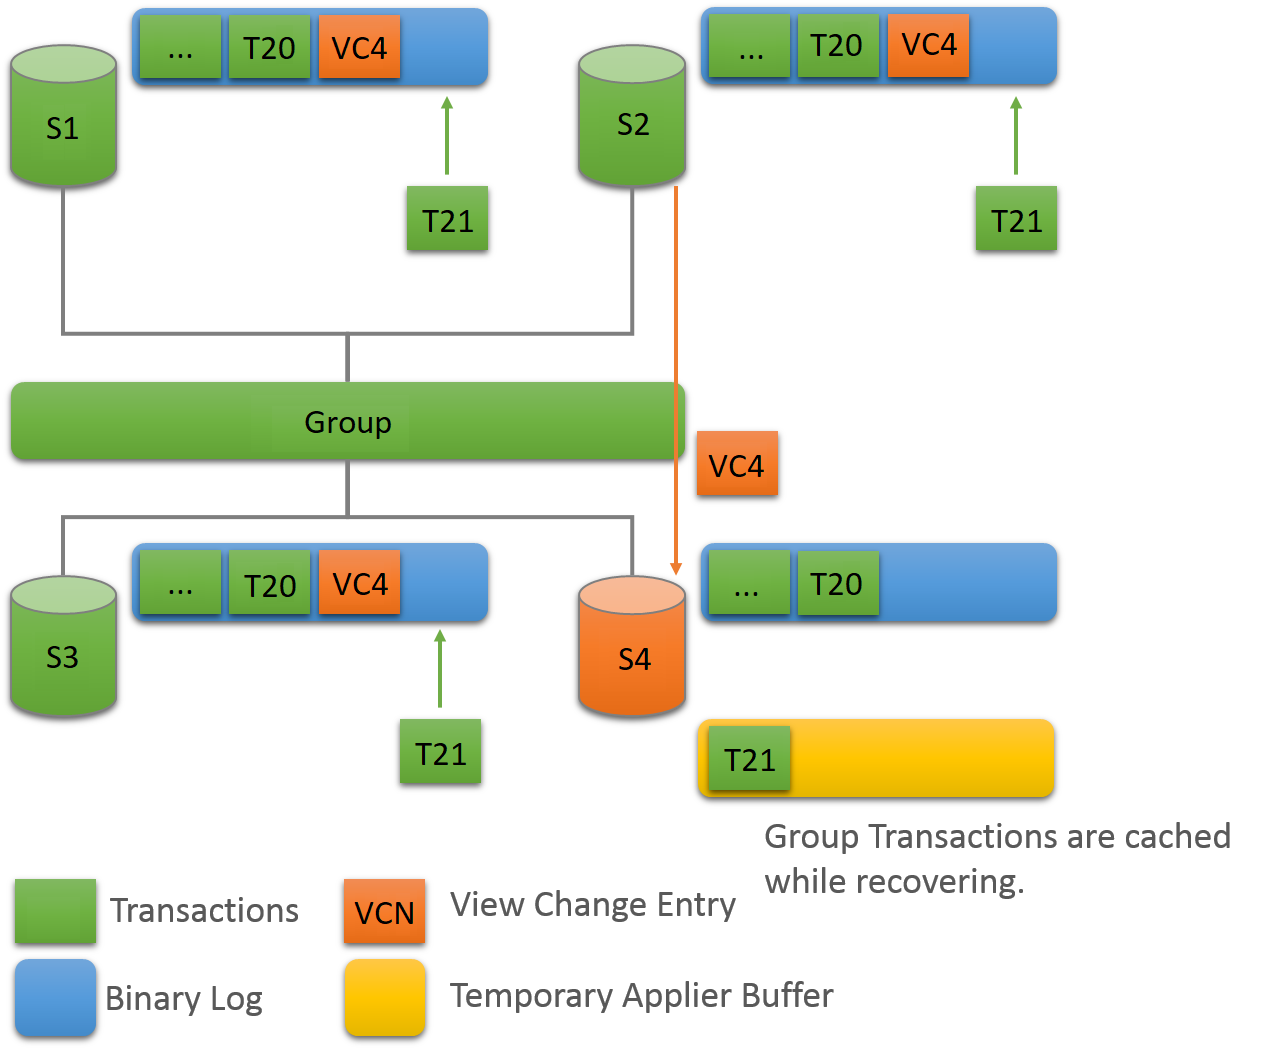 ... T20 VC4
... T20 VC4
S1
S2
T21
T21
Group
VC4
... T20 VC4
... T20
S3
S4
T21
T21
Group Transactions are cached
while recovering.
Transactions
VCN
View Change Entry
Binary Log
Temporary Applier Buffer